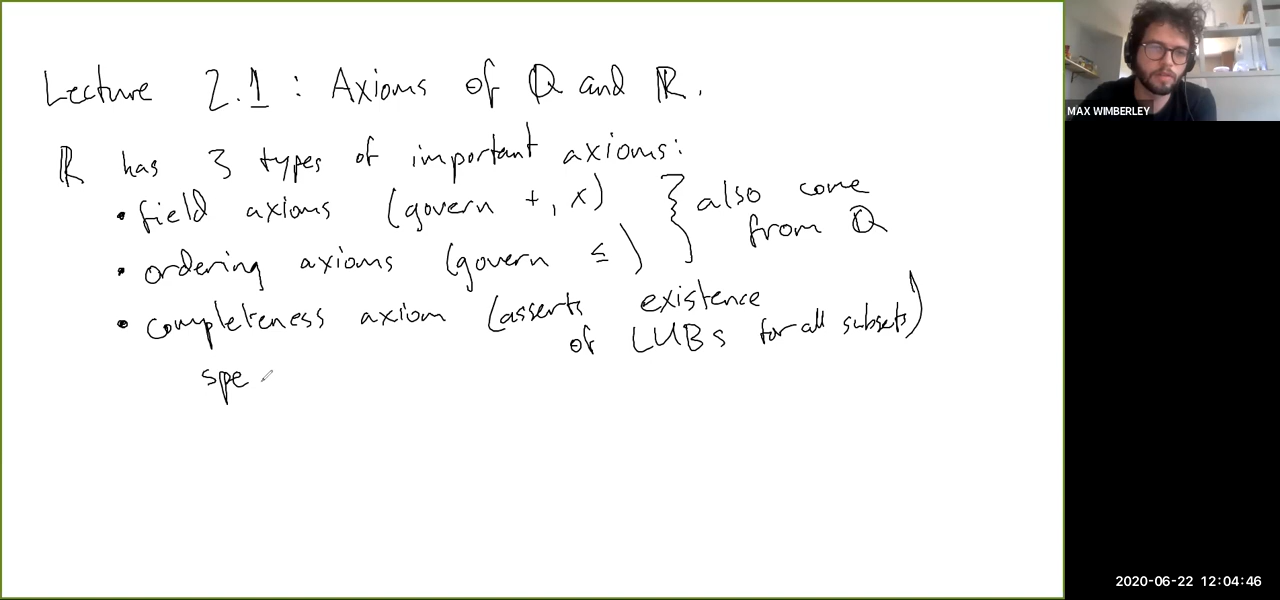 Lecture 2.1 : Axioms of ℚ and ℝ.
ℝ has 3 types of important axioms:
• field axioms (govern +, x) } also come from ℚ
• ordering axioms (govern ≤)
• completeness axiom (asserts existence
of LUBs for all subsets)
spe
MAX WIMBERLEY
2020-06-22 12:04:46